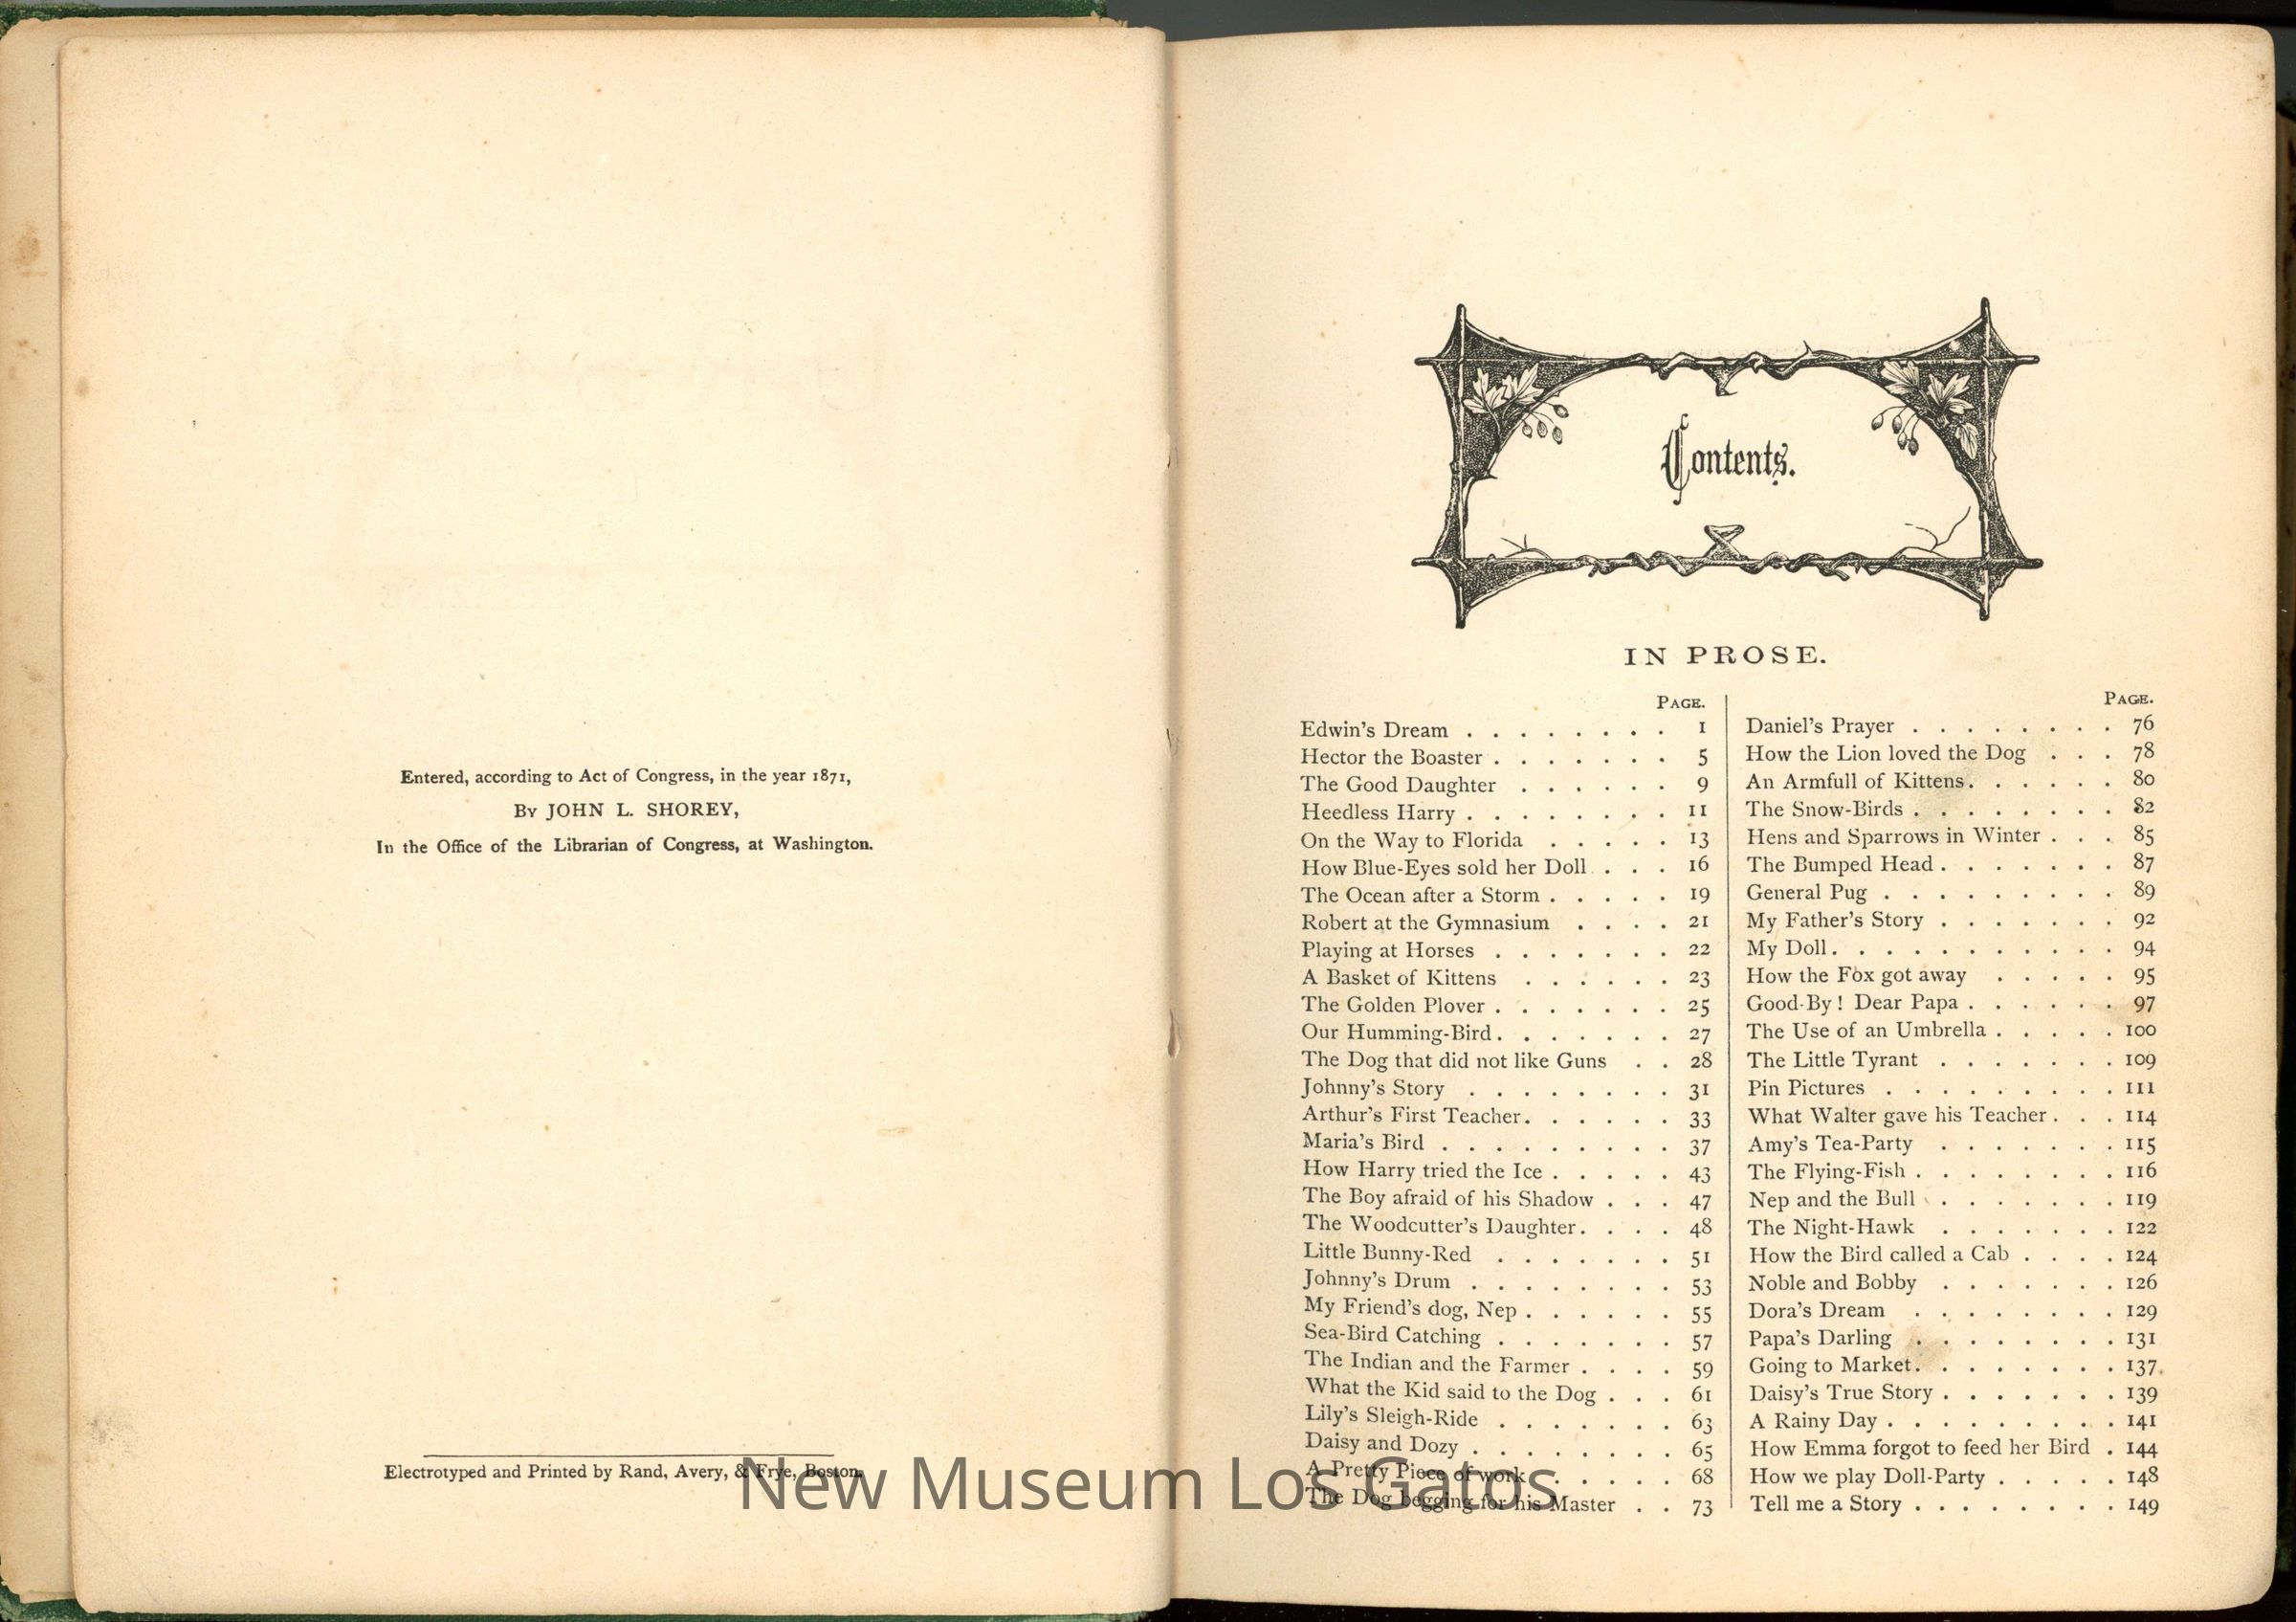 Entered, according to Act of Congress, in the year 1871,
By JOHN L. SHOREY,
In the Office of the Librarian of Congress, at Washington.
Electrotyped and Printed by Rand, Avery, & Frye, Boston.
Contents.
IN PROSE.
PAGE.
Edwin's Dream . . . . . . . . 1
Hector the Boaster . . . . . . . 5
The Good Daughter . . . . . . 9
Heedless Harry . . . . . . . . 11
On the Way to Florida . . . . . 13
How Blue-Eyes sold her Doll . . . 16
The Ocean after a Storm . . . . . 19
Robert at the Gymnasium . . . . 21
Playing at Horses . . . . . . . 22
A Basket of Kittens . . . . . . 23
The Golden Plover . . . . . . . 25
Our Humming-Bird . . . . . . . 27
The Dog that did not like Guns . . 28
Johnny's Story . . . . . . . . 31
Arthur's First Teacher . . . . . . 33
Maria's Bird . . . . . . . . . 37
How Harry tried the Ice . . . . . 43
The Boy afraid of his Shadow . . . 47
The Woodcutter's Daughter . . . . 48
Little Bunny-Red . . . . . . . 51
Johnny's Drum . . . . . . . . 53
My Friend's dog, Nep . . . . . . 55
Sea-Bird Catching . . . . . . . 57
The Indian and the Farmer . . . . 59
What the Kid said to the Dog . . . 61
Lily's Sleigh-Ride . . . . . . . 63
Daisy and Dozy . . . . . . . . 65
A Pretty Piece of work . . . . . 68
The Dog begging for his Master . . 73
PAGE.
Daniel's Prayer . . . . . . . . 76
How the Lion loved the Dog . . . 78
An Armfull of Kittens . . . . . . 80
The Snow-Birds . . . . . . . . 82
Hens and Sparrows in Winter . . . 85
The Bumped Head . . . . . . . 87
General Pug . . . . . . . . . 89
My Father's Story . . . . . . . 92
My Doll . . . . . . . . . . . 94
How the Fox got away . . . . . 95
Good-By! Dear Papa . . . . . . 97
The Use of an Umbrella . . . . . 100
The Little Tyrant . . . . . . . 109
Pin Pictures . . . . . . . . . 111
What Walter gave his Teacher . . . 114
Amy's Tea-Party . . . . . . . 115
The Flying-Fish . . . . . . . . 116
Nep and the Bull . . . . . . . 119
The Night-Hawk . . . . . . . 122
How the Bird called a Cab . . . . 124
Noble and Bobby . . . . . . . 126
Dora's Dream . . . . . . . . 129
Papa's Darling . . . . . . . . 131
Going to Market . . . . . . . . 137
Daisy's True Story . . . . . . . 139
A Rainy Day . . . . . . . . . 141
How Emma forgot to feed her Bird . 144
How we play Doll-Party . . . . . 148
Tell me a Story . . . . . . . . 149
New Museum Los Gatos